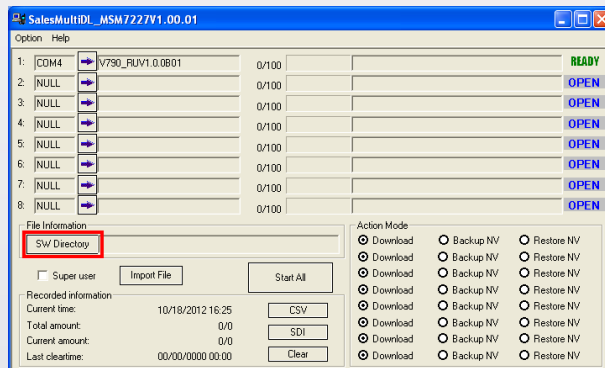 SalesMultiDL_MSM7227V1.00.01
Option Help
1: COM4 V790_RUV1.0.0B01 0/100 READY
2: NULL 0/100 OPEN
3: NULL 0/100 OPEN
4: NULL 0/100 OPEN
5: NULL 0/100 OPEN
6: NULL 0/100 OPEN
7: NULL 0/100 OPEN
8: NULL 0/100 OPEN
File Information
SW Directory
Super user Import File Start All
Recorded information
Current time: 10/18/2012 16:25 CSV
Total amount: 0/0
SDI
Current amount: 0/0
Last cleartime: 00/00/0000 00:00 Clear
Action Mode
Download Backup NV Restore NV
Download Backup NV Restore NV
Download Backup NV Restore NV
Download Backup NV Restore NV
Download Backup NV Restore NV
Download Backup NV Restore NV
Download Backup NV Restore NV
Download Backup NV Restore NV